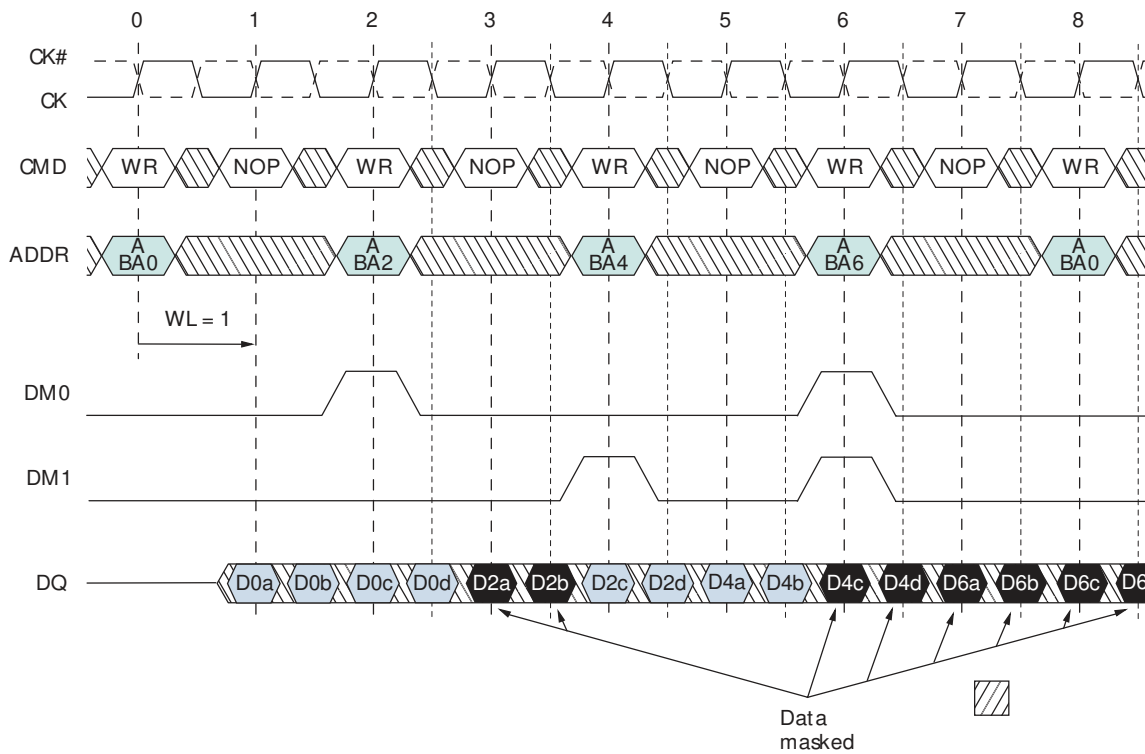 0 1 2 3 4 5 6 7 8
CK#
CK
CMD WR NOP WR NOP WR NOP WR NOP WR
ADDR A BA0 A BA2 A BA4 A BA6 A BA0
WL = 1
DM0
DM1
DQ D0a D0b D0c D0d D2a D2b D2c D2d D4a D4b D4c D4d D6a D6b D6c D6
Data
masked